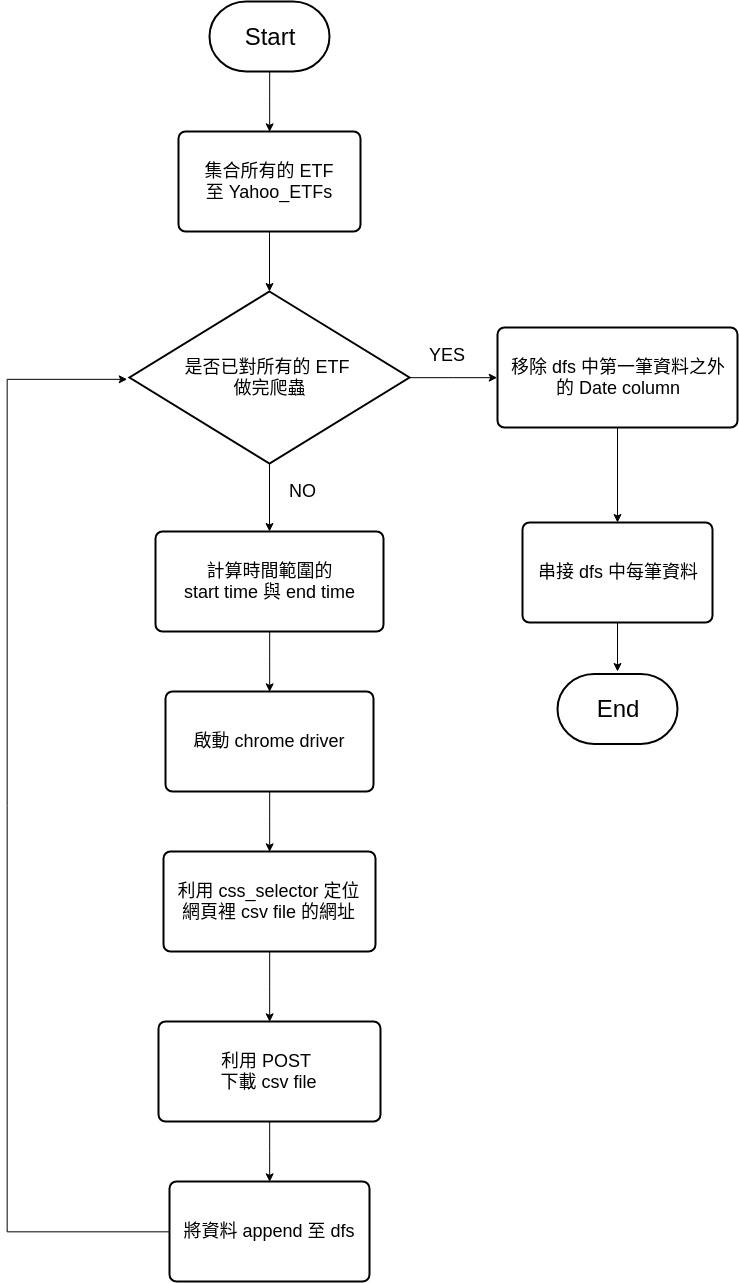 Start
集合所有的 ETF
至 Yahoo_ETFs
是否已對所有的 ETF
做完爬蟲
YES
移除 dfs 中第一筆資料之外
的 Date column
NO
計算時間範圍的
start time 與 end time
串接 dfs 中每筆資料
End
啟動 chrome driver
利用 css_selector 定位
網頁裡 csv file 的網址
利用 POST
下載 csv file
將資料 append 至 dfs